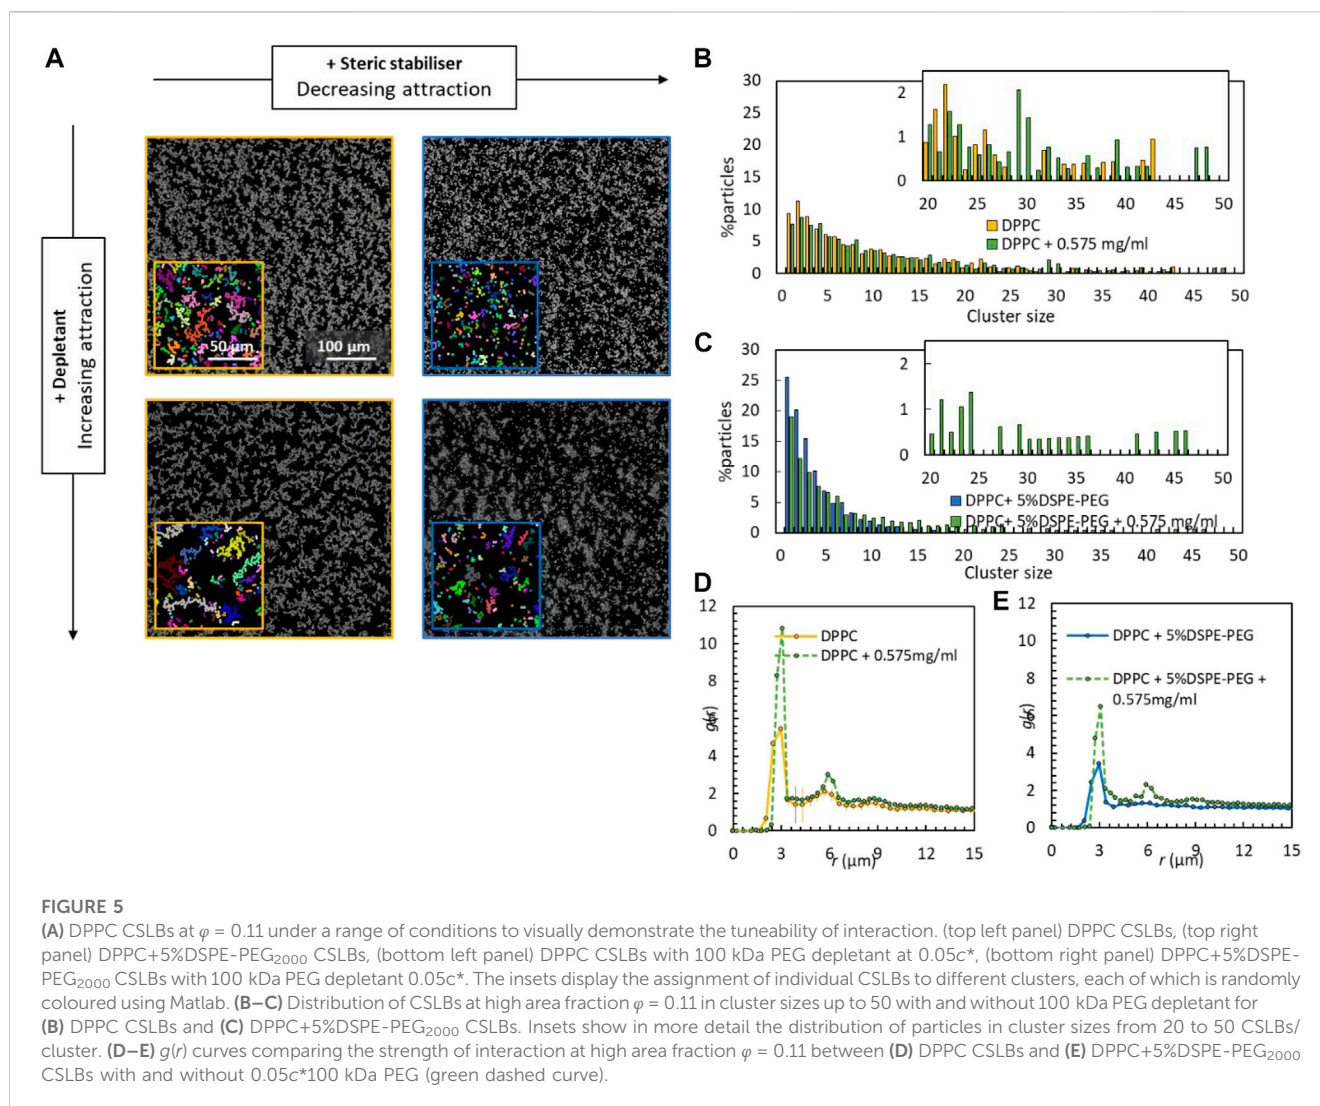 A
+ Steric stabiliser
Decreasing attraction
+ Depletant
Increasing attraction
50 µm
100 µm
B
%particles
30
25
20
15
10
5
0
0 5 10 15 20 25 30 35 40 45 50
Cluster size
2
1
0
20 25 30 35 40 45 50
DPPC
DPPC + 0.575 mg/ml
C
%particles
30
25
20
15
10
5
0
0 5 10 15 20 25 30 35 40 45 50
Cluster size
2
1
0
20 25 30 35 40 45 50
DPPC+ 5%DSPE-PEG
DPPC+ 5%DSPE-PEG + 0.575 mg/ml
D
g(r)
12
10
8
6
4
2
0
0 3 6 9 12 15
r (µm)
DPPC
DPPC + 0.575mg/ml
E
g(r)
12
10
8
6
4
2
0
0 3 6 9 12 15
r (µm)
DPPC + 5%DSPE-PEG
DPPC + 5%DSPE-PEG +
0.575mg/ml
FIGURE 5
(A) DPPC CSLBs at φ = 0.11 under a range of conditions to visually demonstrate the tuneability of interaction. (top left panel) DPPC CSLBs, (top right
panel) DPPC+5%DSPE-PEG2000 CSLBs, (bottom left panel) DPPC CSLBs with 100 kDa PEG depletant at 0.05c*, (bottom right panel) DPPC+5%DSPE-
PEG2000 CSLBs with 100 kDa PEG depletant 0.05c*. The insets display the assignment of individual CSLBs to different clusters, each of which is randomly
coloured using Matlab. (B–C) Distribution of CSLBs at high area fraction φ = 0.11 in cluster sizes up to 50 with and without 100 kDa PEG depletant for
(B) DPPC CSLBs and (C) DPPC+5%DSPE-PEG2000 CSLBs. Insets show in more detail the distribution of particles in cluster sizes from 20 to 50 CSLBs/
cluster. (D–E) g(r) curves comparing the strength of interaction at high area fraction φ = 0.11 between (D) DPPC CSLBs and (E) DPPC+5%DSPE-PEG2000
CSLBs with and without 0.05c*100 kDa PEG (green dashed curve).